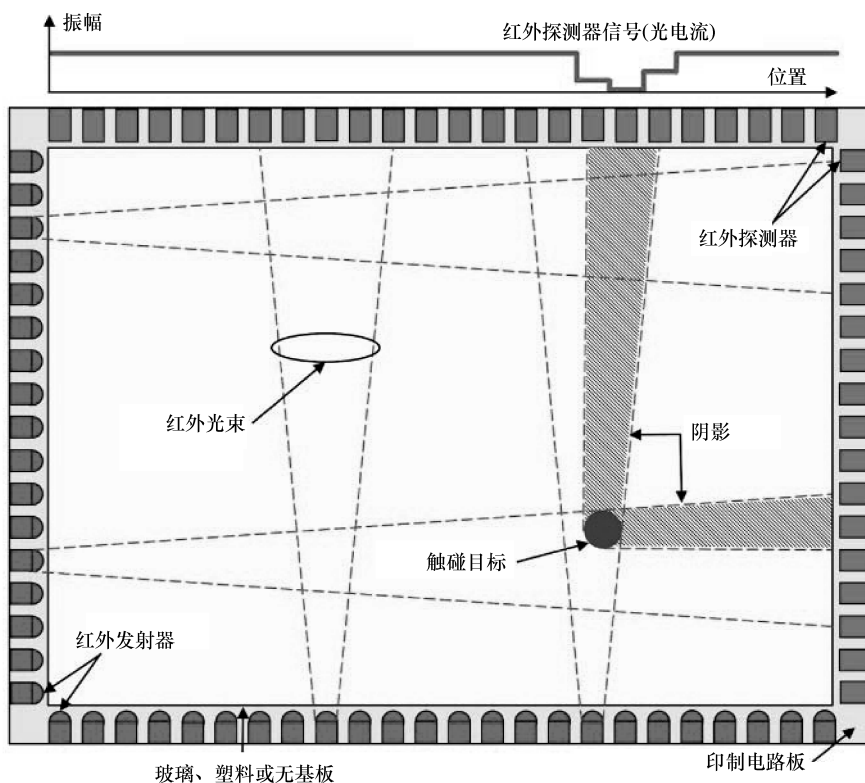 振幅
红外探测器信号(光电流)
位置
红外探测器
红外光束
阴影
触碰目标
红外发射器
印制电路板
玻璃、塑料或无基板